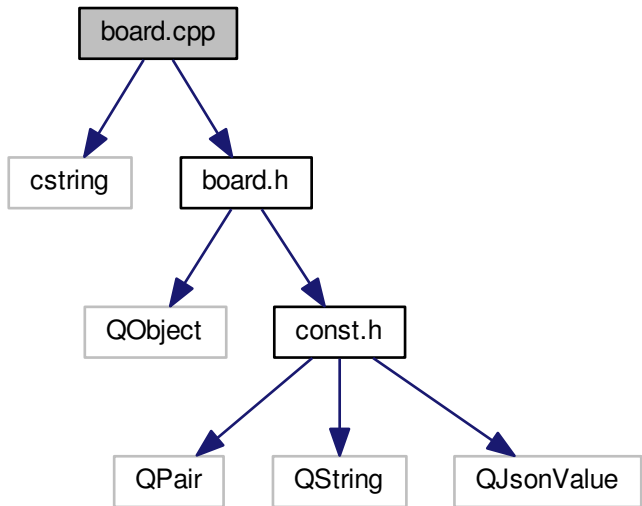 board.cpp
cstring
board.h
QObject
const.h
QPair
QString
QJsonValue